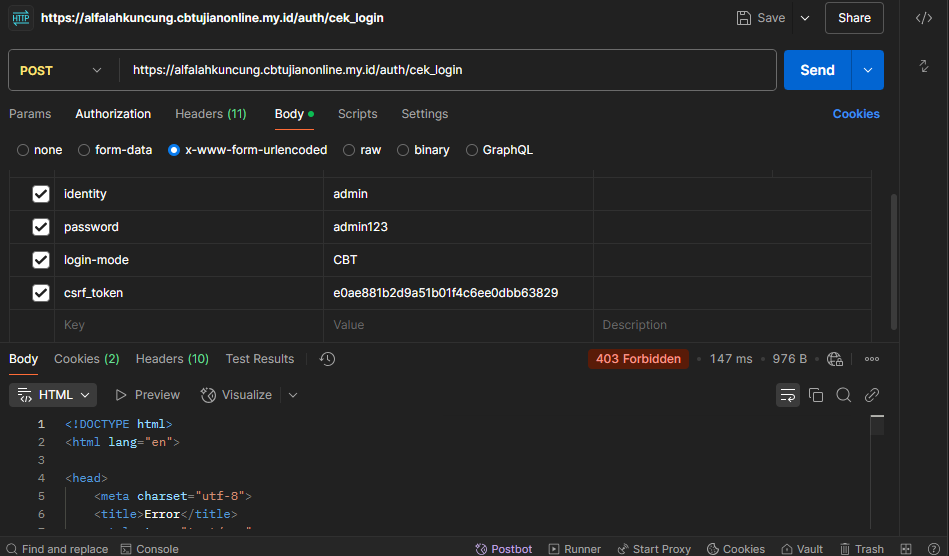 HTTP https://alfalahkuncung.cbtujianonline.my.id/auth/cek_login Save Share
POST https://alfalahkuncung.cbtujianonline.my.id/auth/cek_login Send
Params Authorization Headers (11) Body Scripts Settings Cookies
none form-data x-www-form-urlencoded raw binary GraphQL
identity admin
password admin123
login-mode CBT
csrf_token e0ae881b2d9a51b01f4c6ee0dbb63829
Key Value Description
Body Cookies (2) Headers (10) Test Results 403 Forbidden 147 ms 976 B
HTML Preview Visualize
1 <!DOCTYPE html>
2 <html lang="en">
3
4 <head>
5 <meta charset="utf-8">
6 <title>Error</title>
Find and replace Console Postbot Runner Start Proxy Cookies Vault Trash